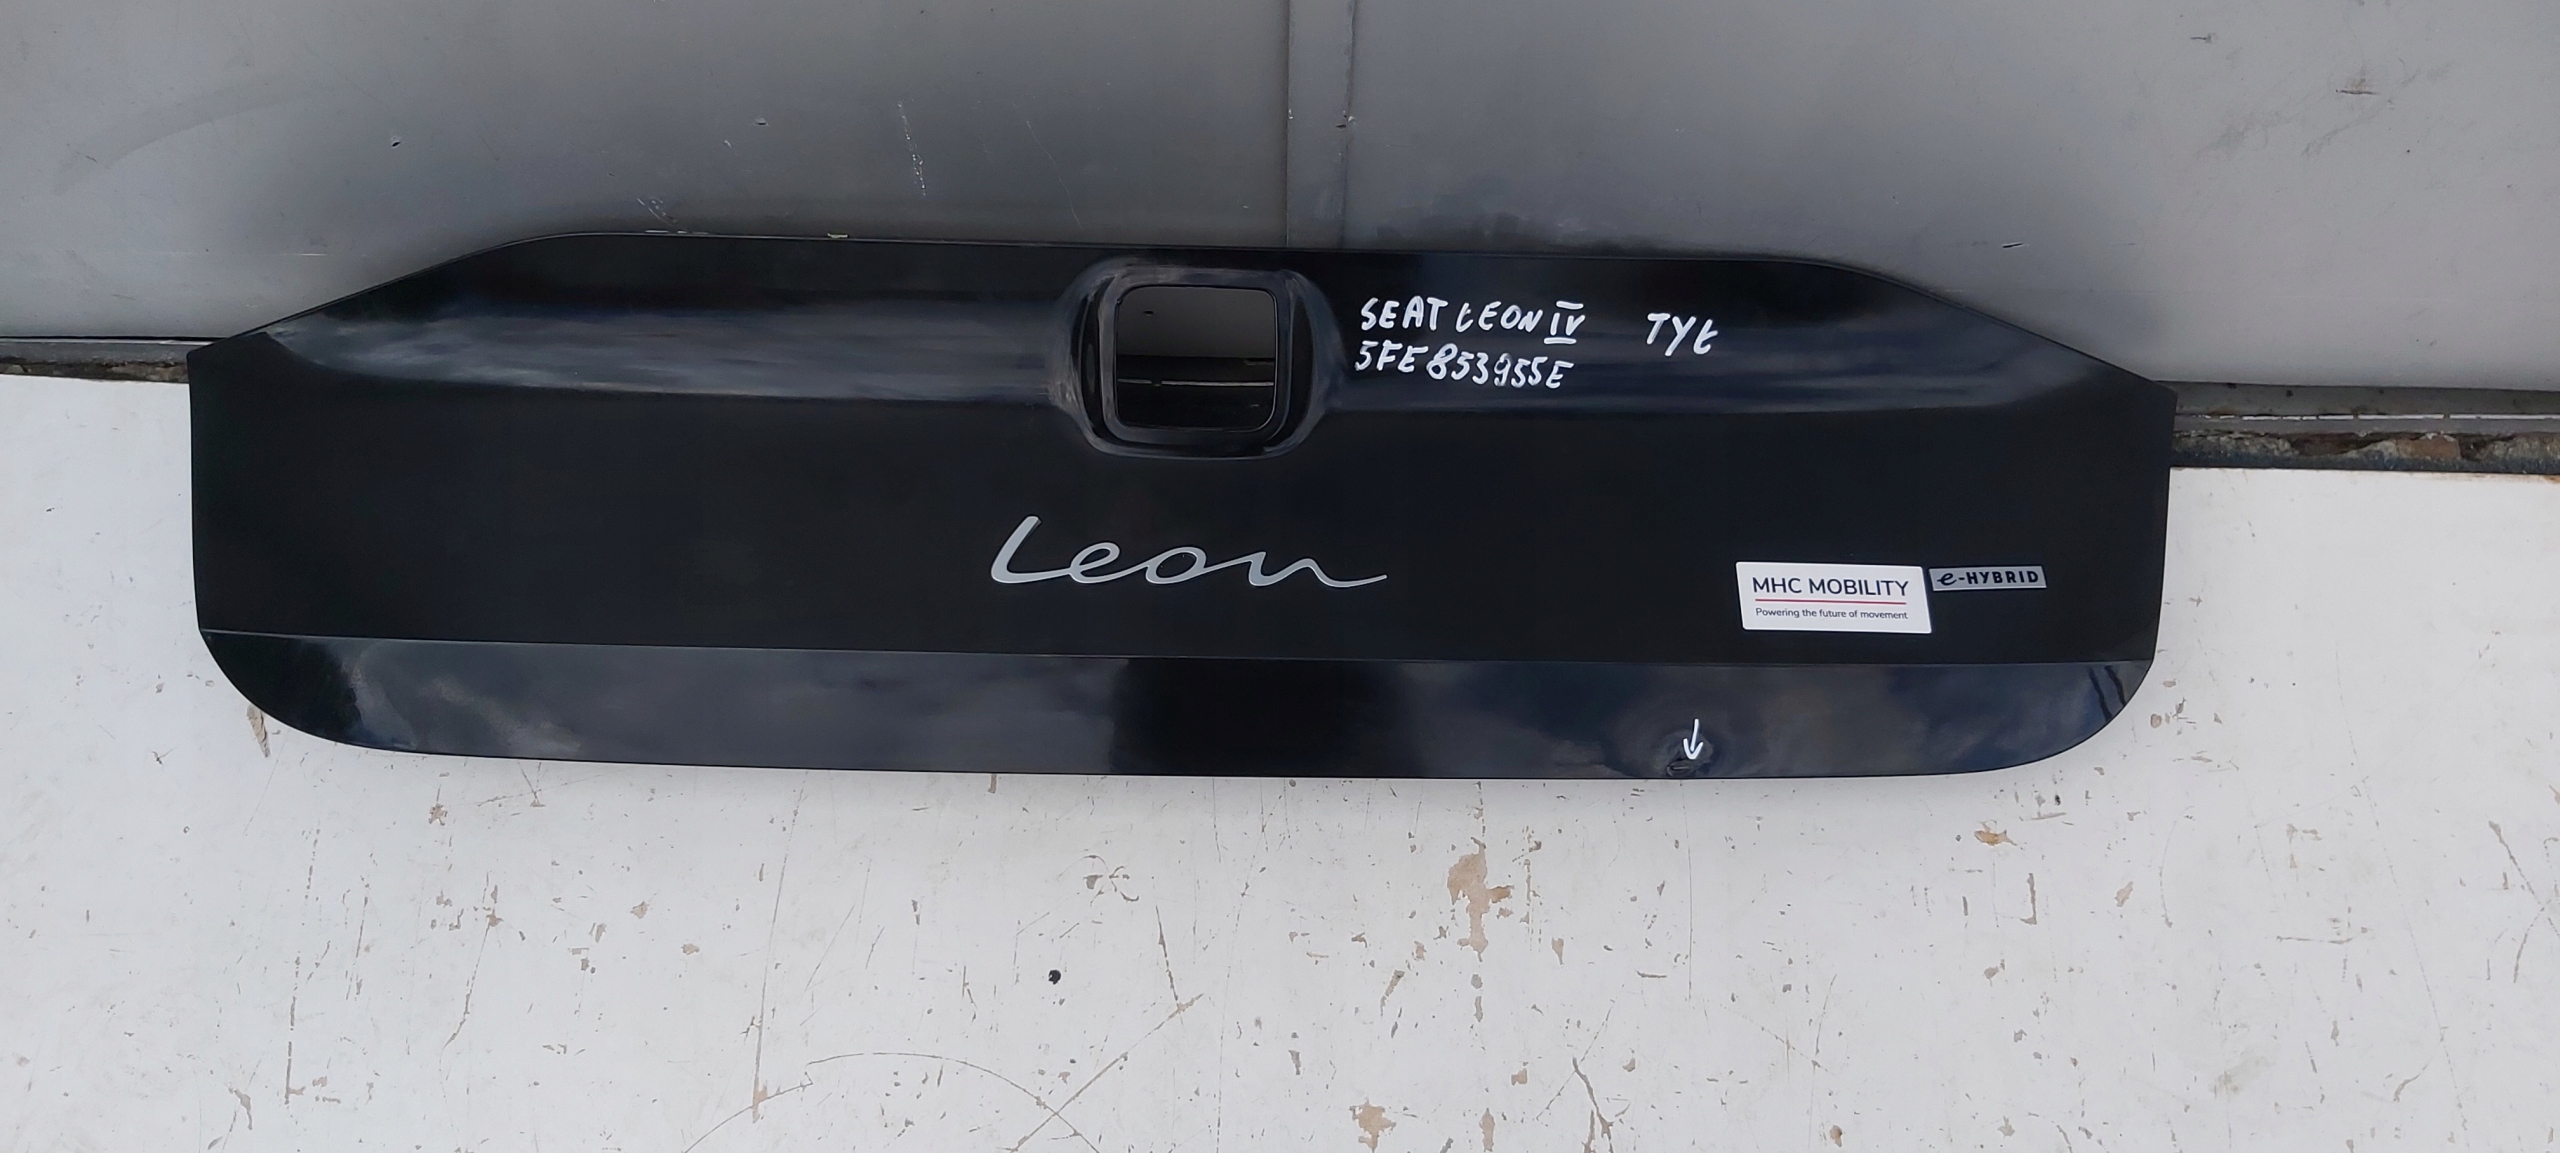 SEAT LEON IV TYŁ
5FE853955E
Leon
MHC MOBILITY
Powering the future of movement
e-HYBRID